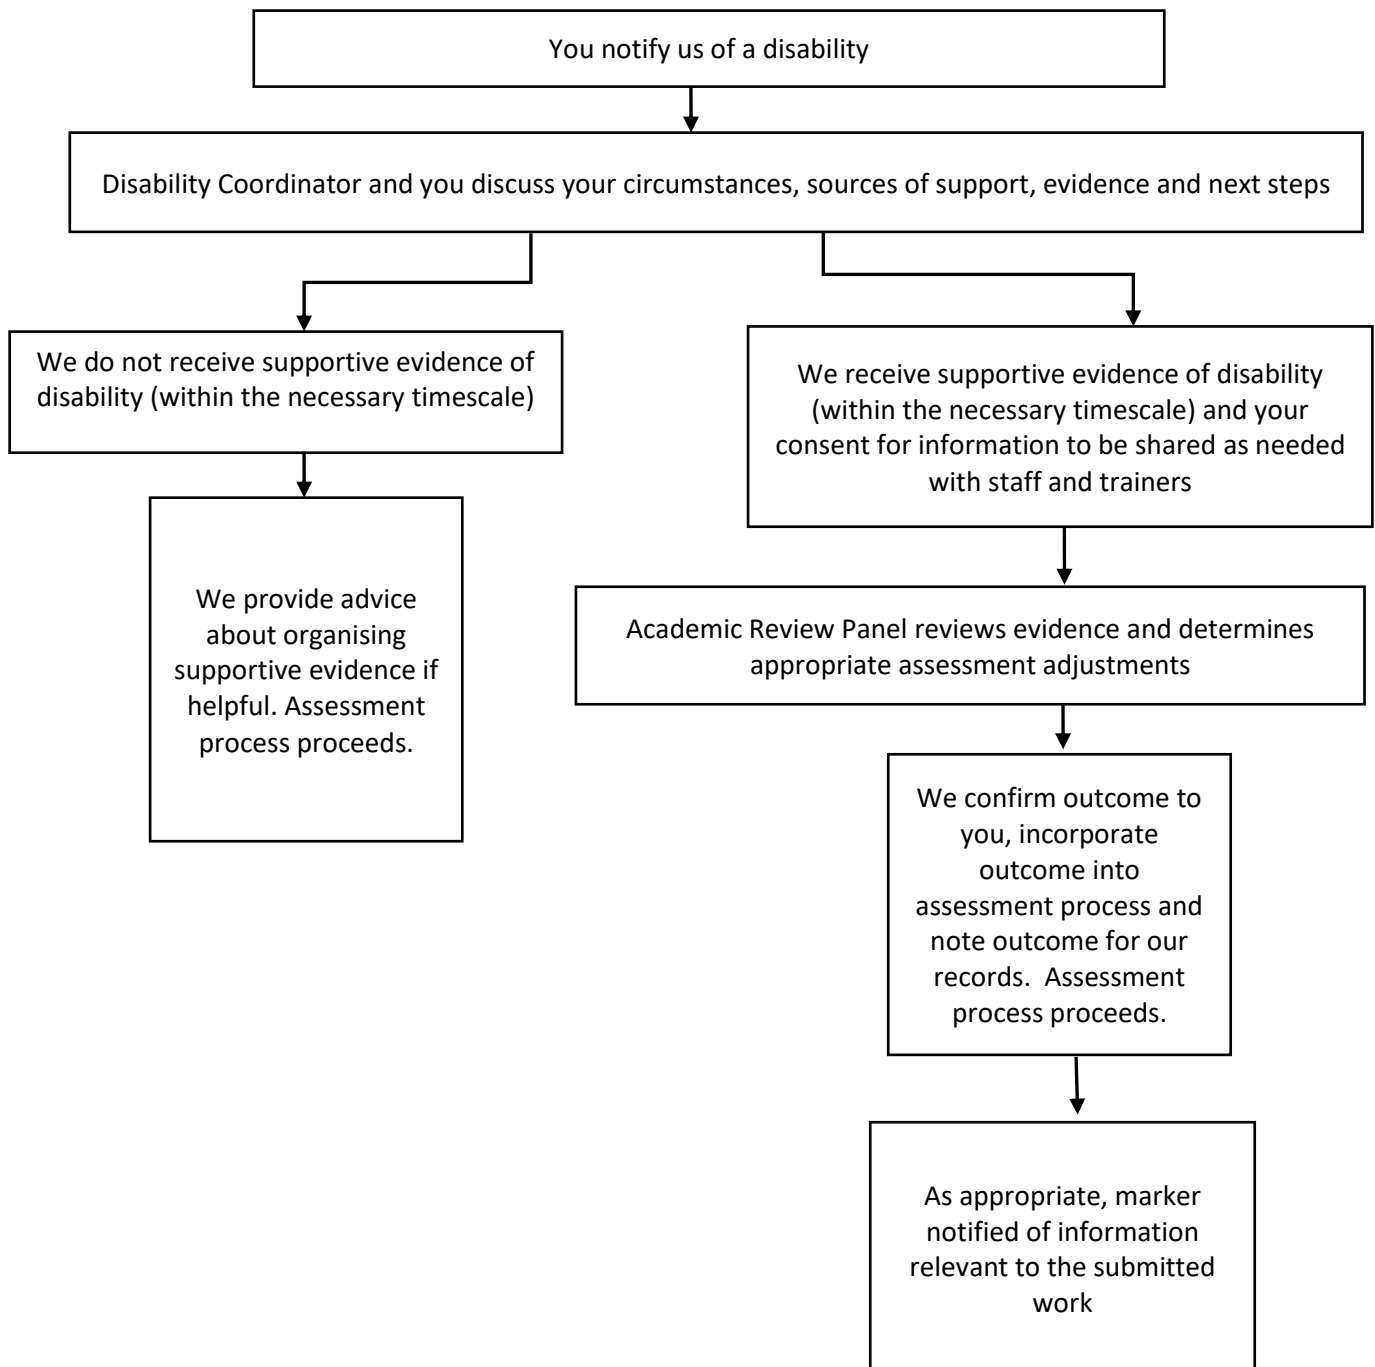 You notify us of a disability
Disability Coordinator and you discuss your circumstances, sources of support, evidence and next steps
We do not receive supportive evidence of
disability (within the necessary timescale)
We provide advice
about organising
supportive evidence if
helpful. Assessment
process proceeds.
We receive supportive evidence of disability
(within the necessary timescale) and your
consent for information to be shared as needed
with staff and trainers
Academic Review Panel reviews evidence and determines
appropriate assessment adjustments
We confirm outcome to
you, incorporate
outcome into
assessment process and
note outcome for our
records.  Assessment
process proceeds.
As appropriate, marker
notified of information
relevant to the submitted
work